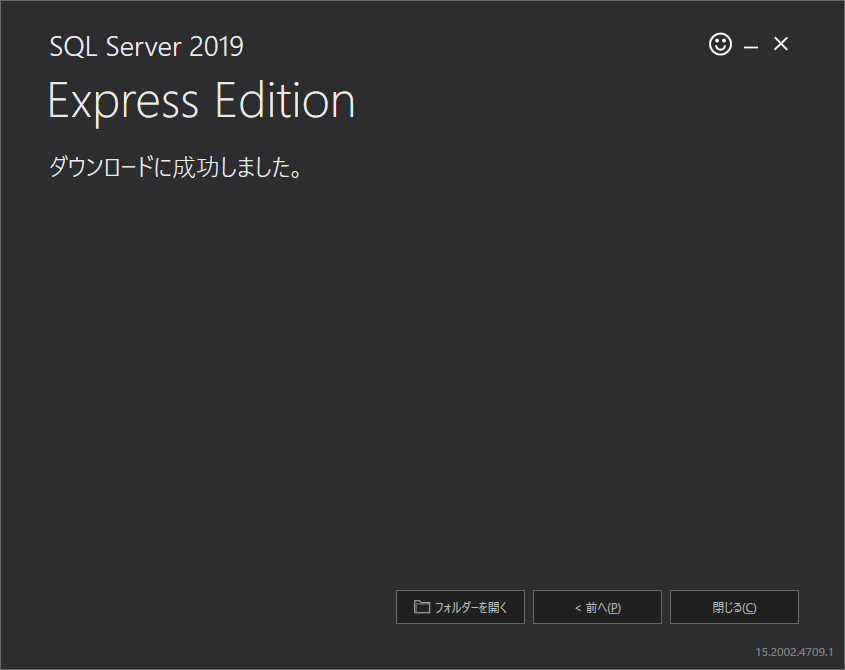 SQL Server 2019
Express Edition
ダウンロードに成功しました。
フォルダーを開く
< 前へ(P)
閉じる(C)
15.2002.4709.1